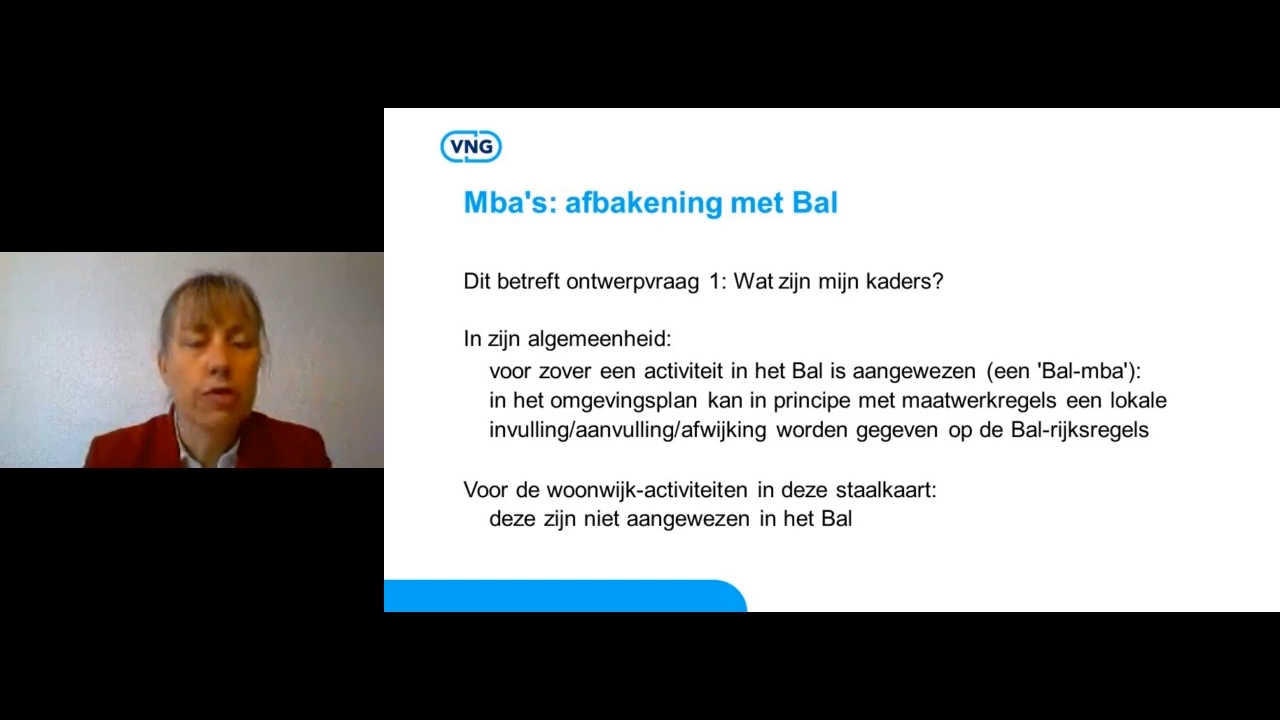 VNG
Mba's: afbakening met Bal
Dit betreft ontwerpvraag 1: Wat zijn mijn kaders?
In zijn algemeenheid:
voor zover een activiteit in het Bal is aangewezen (een 'Bal-mba'):
in het omgevingsplan kan in principe met maatwerkregels een lokale
invulling/aanvulling/afwijking worden gegeven op de Bal-rijksregels
Voor de woonwijk-activiteiten in deze staalkaart:
deze zijn niet aangewezen in het Bal